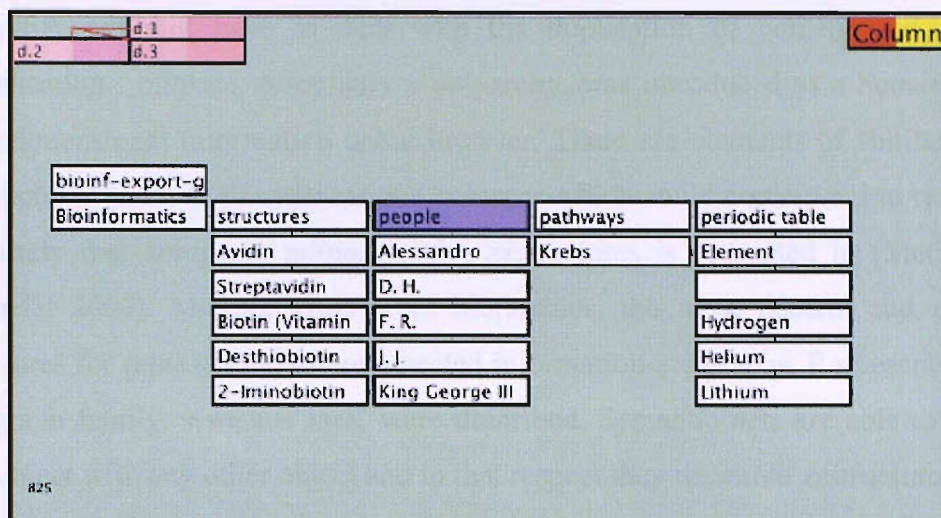 d.1
d.2 d.3
Column
bioinf-export-g
Bioinformatics structures people pathways periodic table
Avidin Alessandro Krebs Element
Streptavidin D. H.
Biotin (Vitamin F. R. Hydrogen
Desthiobiotin J. J. Helium
2-Iminobiotin King George III Lithium
825